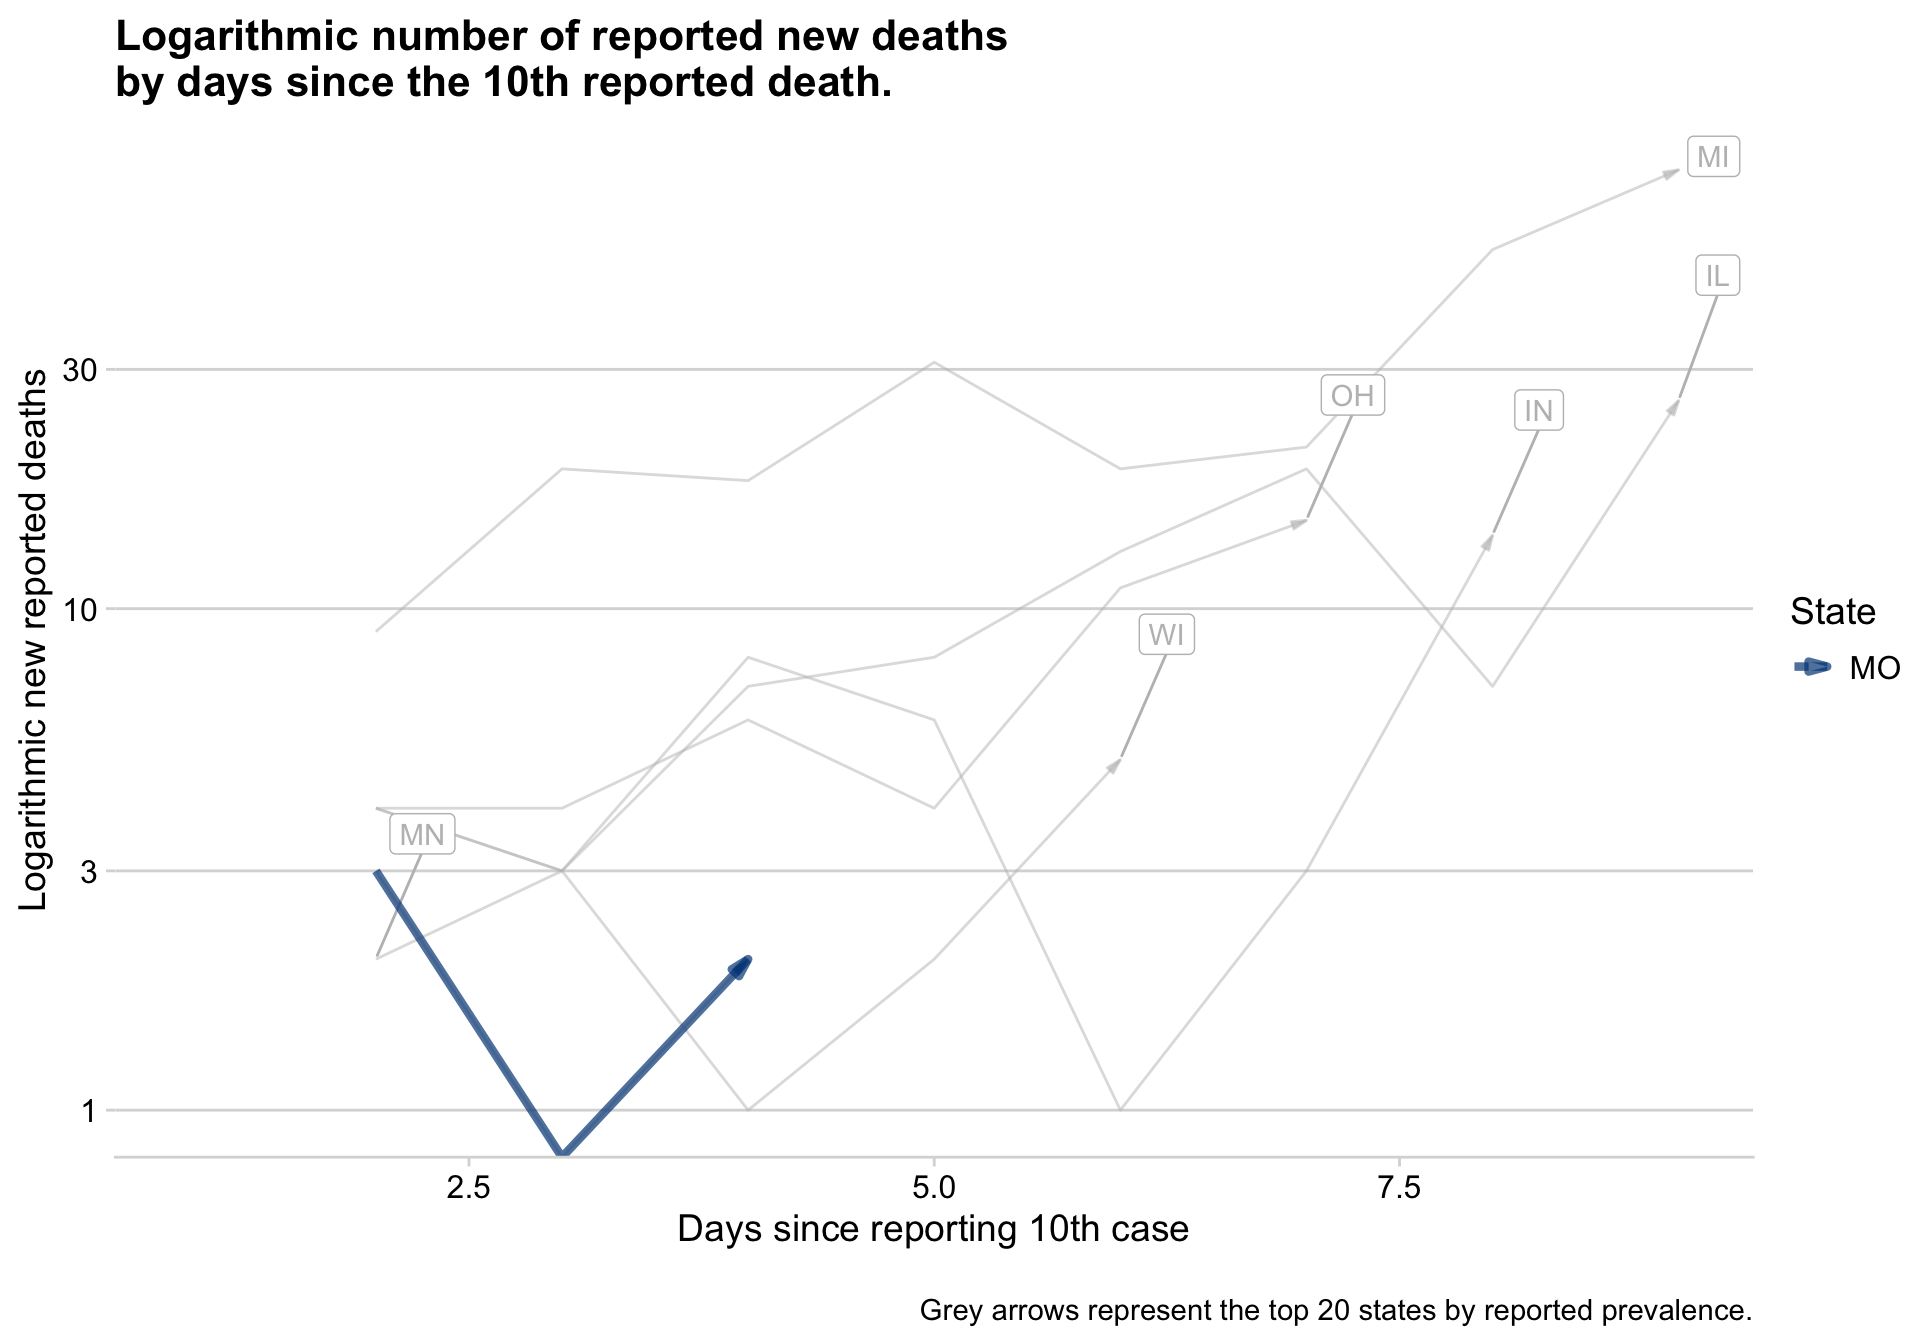 Logarithmic number of reported new deaths
by days since the 10th reported death.
MI
IL
OH
IN
WI
MN
Logarithmic new reported deaths
30
10
3
1
2.5
5.0
7.5
Days since reporting 10th case
State
MO
Grey arrows represent the top 20 states by reported prevalence.